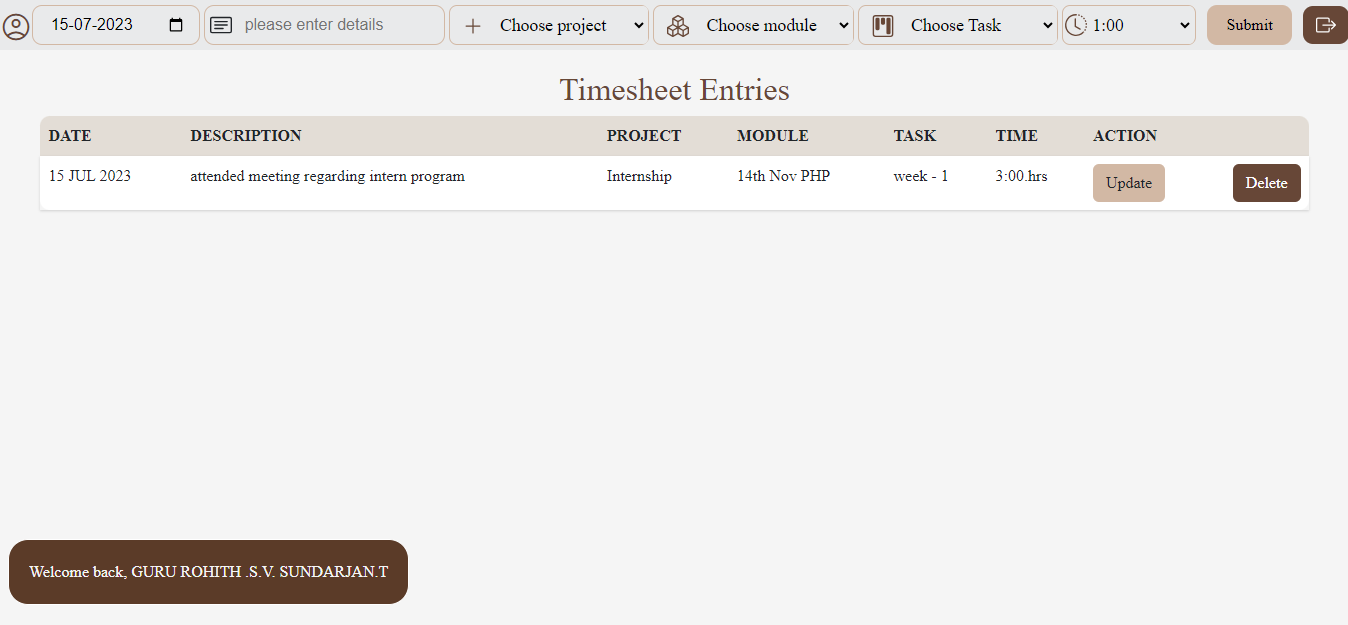 15-07-2023 please enter details Choose project Choose module Choose Task 1:00 Submit
Timesheet Entries
DATE DESCRIPTION PROJECT MODULE TASK TIME ACTION
15 JUL 2023 attended meeting regarding intern program Internship 14th Nov PHP week - 1 3:00.hrs Update Delete
Welcome back, GURU ROHITH .S.V. SUNDARJAN.T